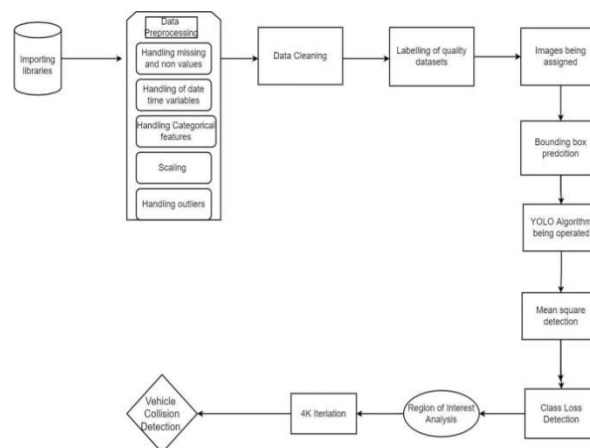 Importing
libraries
Data
Preprocessing
Handling missing
and non values
Handling of date
time variables
Handling Categorical
features
Scaling
Handling outliers
Data Cleaning
Labelling of quality
datasets
Images being
assigned
Bounding box
predcition
YOLO Algorithm
being operated
Mean square
detection
Class Loss
Detection
Region of Interest
Analysis
4K Iteriation
Vehicle
Collision
Detection